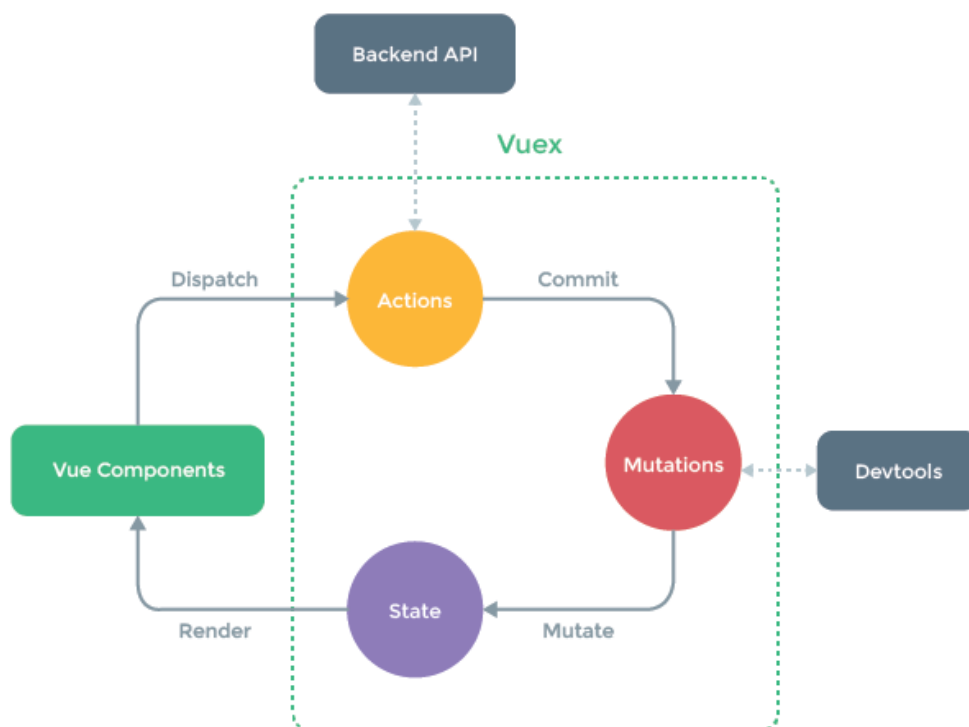 Backend API
Vuex
Dispatch
Commit
Actions
Mutations
Vue Components
Devtools
State
Render
Mutate